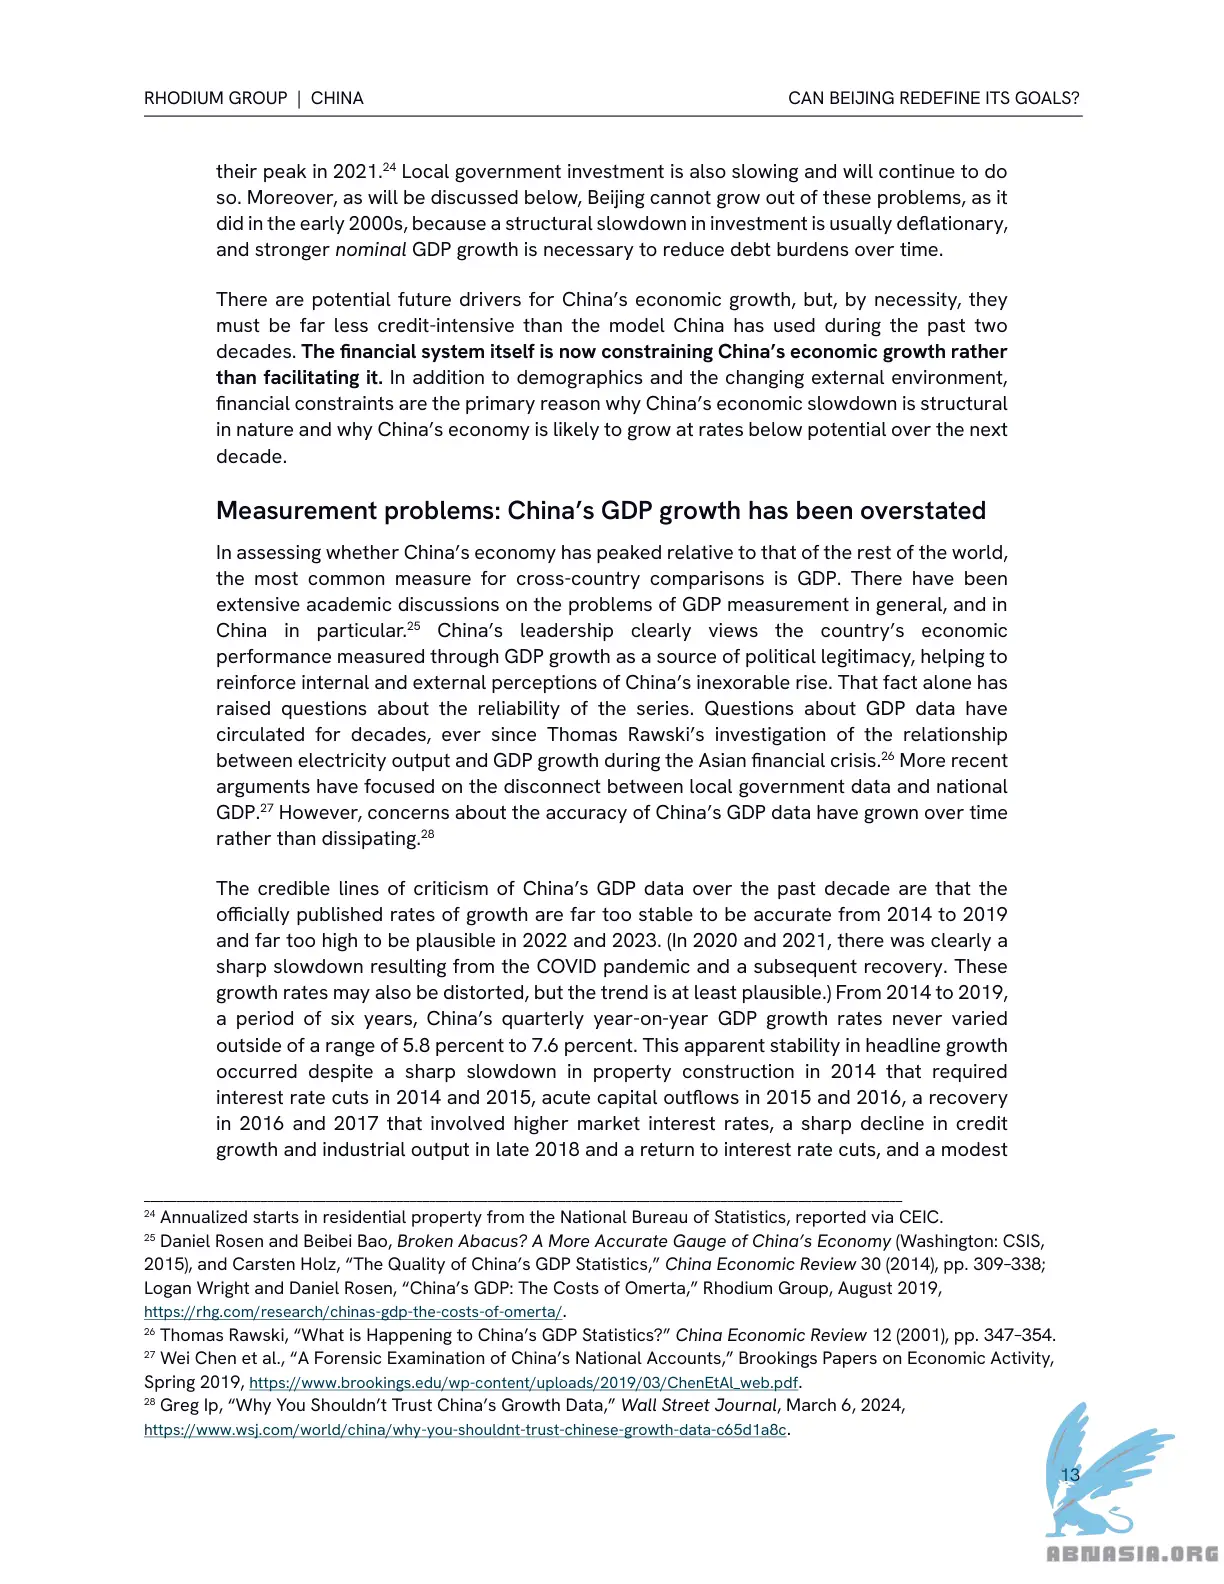 RHODIUM GROUP | CHINA
CAN BEIJING REDEFINE ITS GOALS?
their peak in 2021.24 Local government investment is also slowing and will continue to do
so. Moreover, as will be discussed below, Beijing cannot grow out of these problems, as it
did in the early 2000s, because a structural slowdown in investment is usually deflationary,
and stronger nominal GDP growth is necessary to reduce debt burdens over time.
There are potential future drivers for China’s economic growth, but, by necessity, they
must be far less credit-intensive than the model China has used during the past two
decades. The financial system itself is now constraining China’s economic growth rather
than facilitating it. In addition to demographics and the changing external environment,
financial constraints are the primary reason why China’s economic slowdown is structural
in nature and why China’s economy is likely to grow at rates below potential over the next
decade.
Measurement problems: China’s GDP growth has been overstated
In assessing whether China’s economy has peaked relative to that of the rest of the world,
the most common measure for cross-country comparisons is GDP. There have been
extensive academic discussions on the problems of GDP measurement in general, and in
China in particular.25 China’s leadership clearly views the country’s economic
performance measured through GDP growth as a source of political legitimacy, helping to
reinforce internal and external perceptions of China’s inexorable rise. That fact alone has
raised questions about the reliability of the series. Questions about GDP data have
circulated for decades, ever since Thomas Rawski’s investigation of the relationship
between electricity output and GDP growth during the Asian financial crisis.26 More recent
arguments have focused on the disconnect between local government data and national
GDP.27 However, concerns about the accuracy of China’s GDP data have grown over time
rather than dissipating.28
The credible lines of criticism of China’s GDP data over the past decade are that the
officially published rates of growth are far too stable to be accurate from 2014 to 2019
and far too high to be plausible in 2022 and 2023. (In 2020 and 2021, there was clearly a
sharp slowdown resulting from the COVID pandemic and a subsequent recovery. These
growth rates may also be distorted, but the trend is at least plausible.) From 2014 to 2019,
a period of six years, China’s quarterly year-on-year GDP growth rates never varied
outside of a range of 5.8 percent to 7.6 percent. This apparent stability in headline growth
occurred despite a sharp slowdown in property construction in 2014 that required
interest rate cuts in 2014 and 2015, acute capital outflows in 2015 and 2016, a recovery
in 2016 and 2017 that involved higher market interest rates, a sharp decline in credit
growth and industrial output in late 2018 and a return to interest rate cuts, and a modest
24 Annualized starts in residential property from the National Bureau of Statistics, reported via CEIC.
25 Daniel Rosen and Beibei Bao, Broken Abacus? A More Accurate Gauge of China’s Economy (Washington: CSIS,
2015), and Carsten Holz, “The Quality of China’s GDP Statistics,” China Economic Review 30 (2014), pp. 309–338;
Logan Wright and Daniel Rosen, “China’s GDP: The Costs of Omerta,” Rhodium Group, August 2019,
https://rhg.com/research/chinas-gdp-the-costs-of-omerta/.
26 Thomas Rawski, “What is Happening to China’s GDP Statistics?” China Economic Review 12 (2001), pp. 347–354.
27 Wei Chen et al., “A Forensic Examination of China’s National Accounts,” Brookings Papers on Economic Activity,
Spring 2019, https://www.brookings.edu/wp-content/uploads/2019/03/ChenEtAl_web.pdf.
28 Greg Ip, “Why You Shouldn’t Trust China’s Growth Data,” Wall Street Journal, March 6, 2024,
https://www.wsj.com/world/china/why-you-shouldnt-trust-chinese-growth-data-c65d1a8c.
13
ABNASIA.ORG